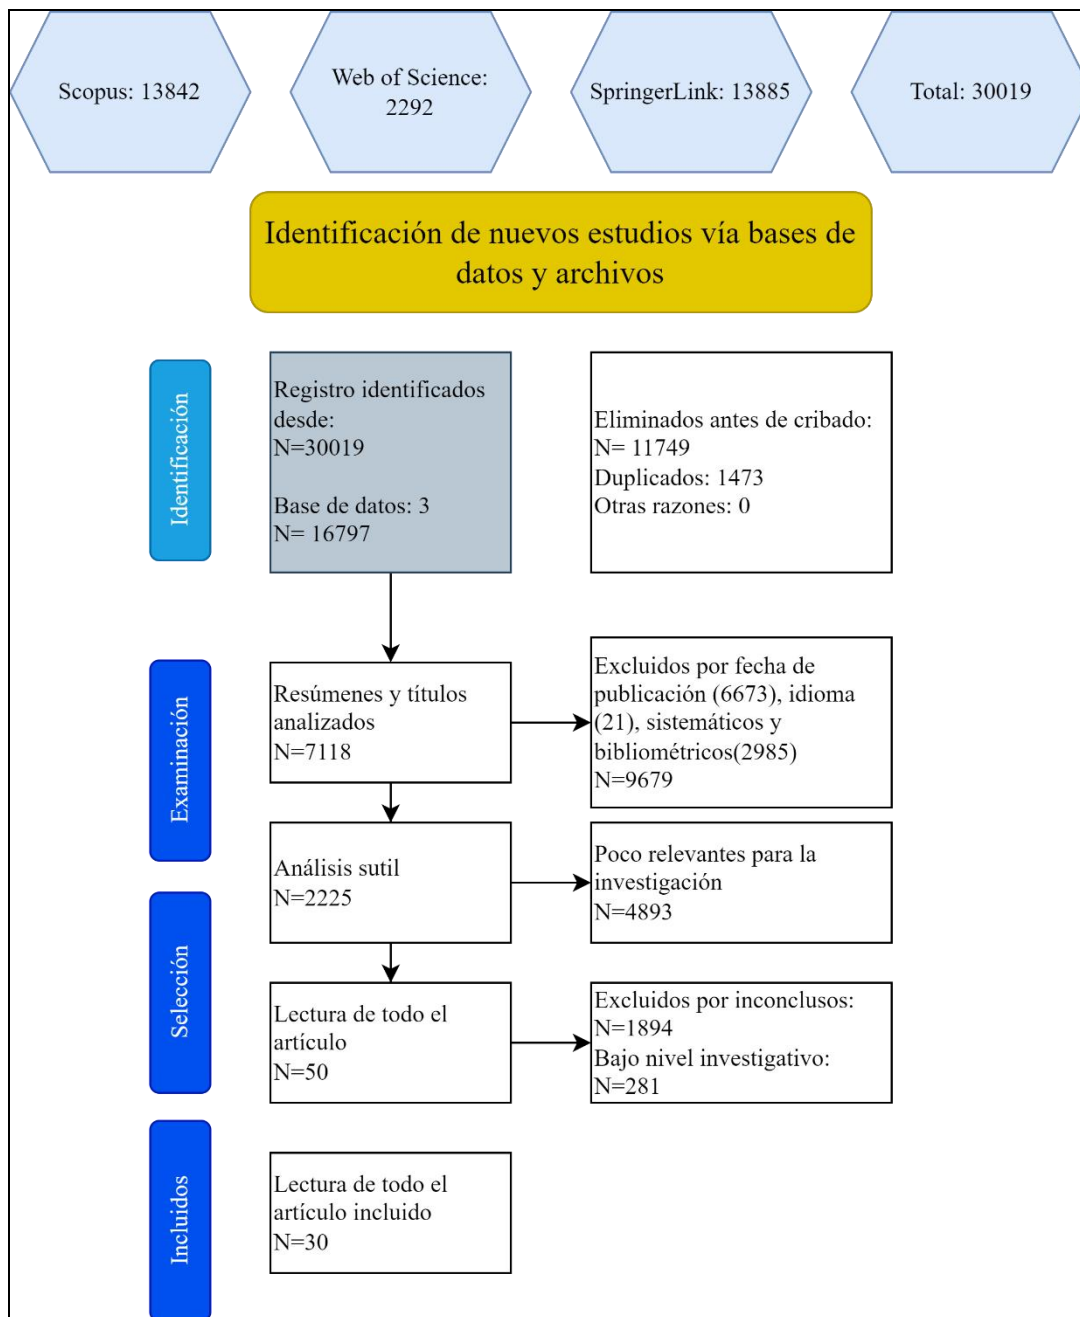 Scopus: 13842
Web of Science:
2292
SpringerLink: 13885
Total: 30019
Identificación de nuevos estudios vía bases de
datos y archivos
Identificación
Registro identificados
desde:
N=30019
Base de datos: 3
N= 16797
Eliminados antes de cribado:
N= 11749
Duplicados: 1473
Otras razones: 0
Examinación
Resúmenes y títulos
analizados
N=7118
Excluidos por fecha de
publicación (6673), idioma
(21), sistemáticos y
bibliométricos(2985)
N=9679
Análisis sutil
N=2225
Poco relevantes para la
investigación
N=4893
Selección
Lectura de todo el
artículo
N=50
Excluidos por inconclusos:
N=1894
Bajo nivel investigativo:
N=281
Incluidos
Lectura de todo el
artículo incluido
N=30